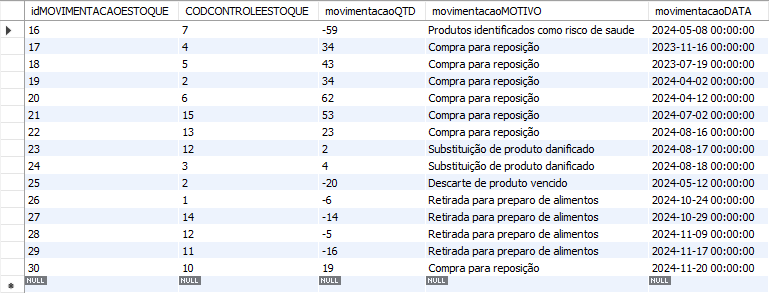 idMOVIMENTACAOESTOQUE CODCONTROLEESTOQUE movimentacaoQTD movimentacaoMOTIVO movimentacaoDATA
16 7 -59 Produtos identificados como risco de saude 2024-05-08 00:00:00
17 4 34 Compra para reposição 2023-11-16 00:00:00
18 5 43 Compra para reposição 2023-07-19 00:00:00
19 2 34 Compra para reposição 2024-04-02 00:00:00
20 6 62 Compra para reposição 2024-04-12 00:00:00
21 15 53 Compra para reposição 2024-07-02 00:00:00
22 13 23 Compra para reposição 2024-08-16 00:00:00
23 12 2 Substituição de produto danificado 2024-08-17 00:00:00
24 3 4 Substituição de produto danificado 2024-08-18 00:00:00
25 2 -20 Descarte de produto vencido 2024-05-12 00:00:00
26 1 -6 Retirada para preparo de alimentos 2024-10-24 00:00:00
27 14 -14 Retirada para preparo de alimentos 2024-10-29 00:00:00
28 12 -5 Retirada para preparo de alimentos 2024-11-09 00:00:00
29 11 -16 Retirada para preparo de alimentos 2024-11-17 00:00:00
30 10 19 Compra para reposição 2024-11-20 00:00:00
NULL NULL NULL NULL NULL